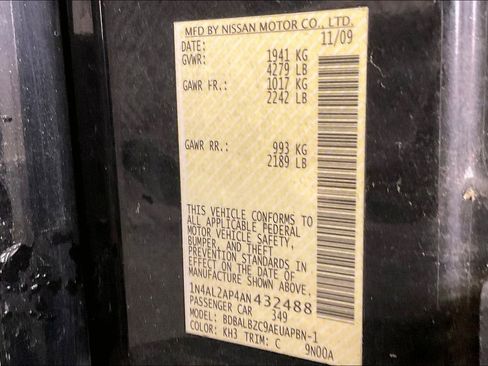 MFD BY NISSAN MOTOR CO., LTD.
DATE: 11/09
GVWR: 1941 KG
4279 LB
GAWR FR.: 1017 KG
2242 LB
GAWR RR.: 993 KG
2189 LB
THIS VEHICLE CONFORMS TO
ALL APPLICABLE FEDERAL
MOTOR VEHICLE SAFETY,
BUMPER, AND THEFT
PREVENTION STANDARDS IN
EFFECT ON THE DATE OF
MANUFACTURE SHOWN ABOVE.
1N4AL2AP4AN432488
PASSENGER CAR 349
MODEL: BDBALBZC9AEUAPBN-1
COLOR: KH3 TRIM: C 9N00A